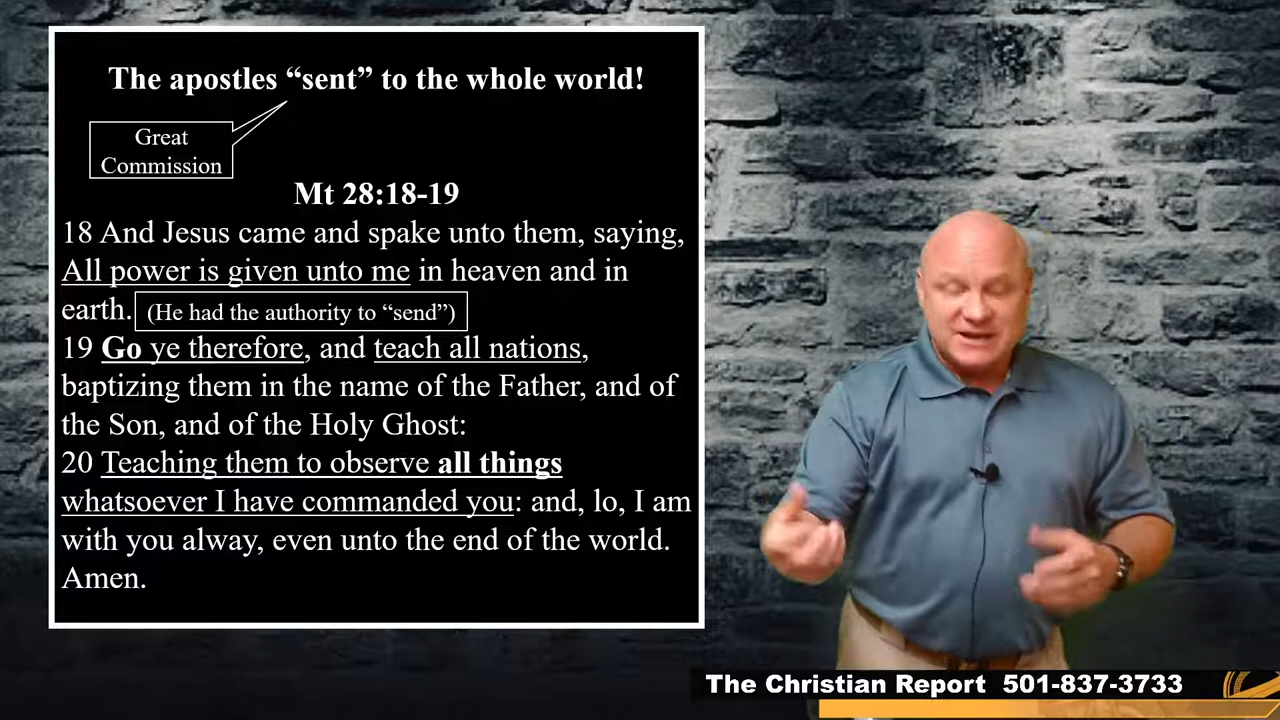 The apostles “sent” to the whole world!
Great
Commission
Mt 28:18-19
18 And Jesus came and spake unto them, saying,
All power is given unto me in heaven and in
earth. (He had the authority to “send”)
19 Go ye therefore, and teach all nations,
baptizing them in the name of the Father, and of
the Son, and of the Holy Ghost:
20 Teaching them to observe all things
whatsoever I have commanded you: and, lo, I am
with you alway, even unto the end of the world.
Amen.
The Christian Report 501-837-3733